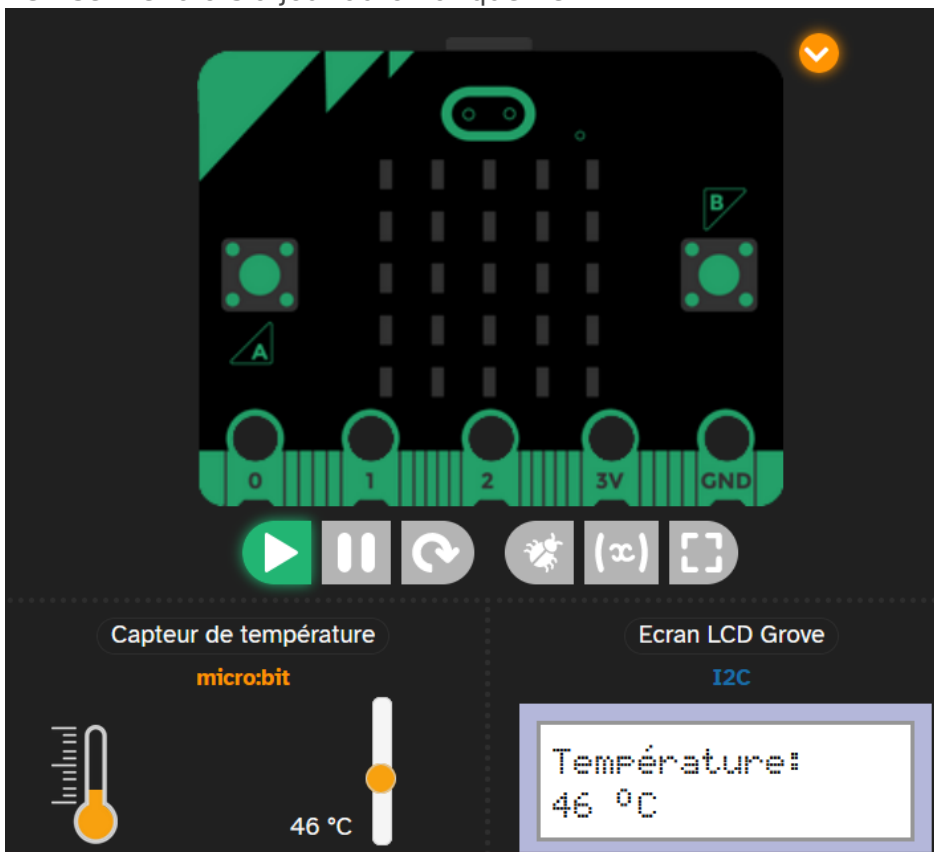 B
A
0 1 2 3V GND
(x)
Capteur de température
micro:bit
46 °C
Ecran LCD Grove
I2C
Température:
46 °C